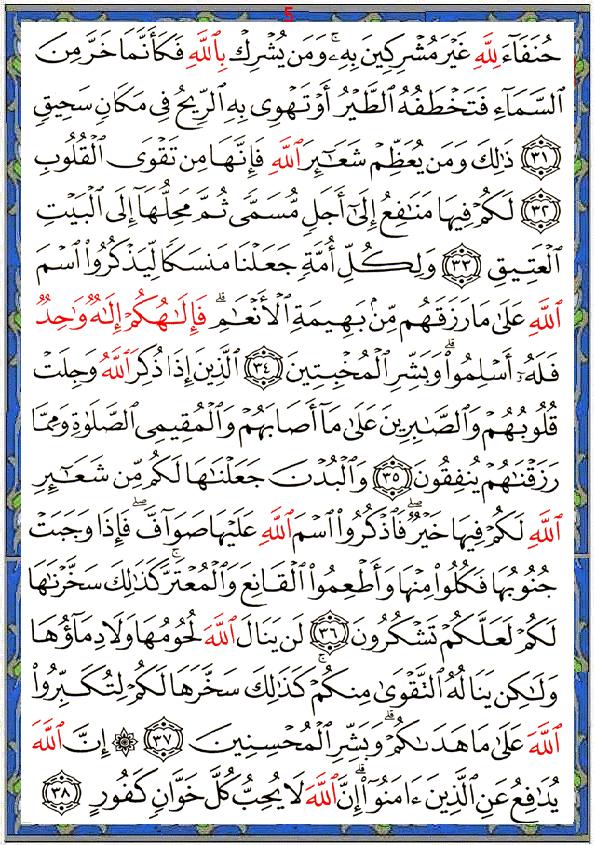 5
حُنَفَآءَ لِلَّهِ غَيْرَ مُشْرِكِينَ بِهِۦۚ وَمَن يُشْرِكْ بِٱللَّهِ فَكَأَنَّمَا خَرَّ مِنَ
ٱلسَّمَآءِ فَتَخْطَفُهُ ٱلطَّيْرُ أَوْ تَهْوِى بِهِ ٱلرِّيحُ فِى مَكَانٍ سَحِيقٍ
٣١ ذَٰلِكَ وَمَن يُعَظِّمْ شَعَٰٓئِرَ ٱللَّهِ فَإِنَّهَا مِن تَقْوَى ٱلْقُلُوبِ
٣٢ لَكُمْ فِيهَا مَنَٰفِعُ إِلَىٰٓ أَجَلٍ مُّسَمًّى ثُمَّ مَحِلُّهَآ إِلَى ٱلْبَيْتِ
ٱلْعَتِيقِ ٣٣ وَلِكُلِّ أُمَّةٍ جَعَلْنَا مَنسَكًا لِّيَذْكُرُوا۟ ٱسْمَ
ٱللَّهِ عَلَىٰ مَا رَزَقَهُم مِّنۢ بَهِيمَةِ ٱلْأَنْعَٰمِۗ فَإِلَٰهُكُمْ إِلَٰهٌ وَٰحِدٌ
فَلَهُۥٓ أَسْلِمُوا۟ۗ وَبَشِّرِ ٱلْمُخْبِتِينَ ٣٤ ٱلَّذِينَ إِذَا ذُكِرَ ٱللَّهُ وَجِلَتْ
قُلُوبُهُمْ وَٱلصَّٰبِرِينَ عَلَىٰ مَآ أَصَابَهُمْ وَٱلْمُقِيمِى ٱلصَّلَوٰةِ وَمِمَّا
رَزَقْنَٰهُمْ يُنفِقُونَ ٣٥ وَٱلْبُدْنَ جَعَلْنَٰهَا لَكُم مِّن شَعَٰٓئِرِ
ٱللَّهِ لَكُمْ فِيهَا خَيْرٌۖ فَٱذْكُرُوا۟ ٱسْمَ ٱللَّهِ عَلَيْهَا صَوَآفَّۖ فَإِذَا وَجَبَتْ
جُنُوبُهَا فَكُلُوا۟ مِنْهَا وَأَطْعِمُوا۟ ٱلْقَانِعَ وَٱلْمُعْتَرَّۚ كَذَٰلِكَ سَخَّرْنَٰهَا
لَكُمْ لَعَلَّكُمْ تَشْكُرُونَ ٣٦ لَن يَنَالَ ٱللَّهَ لُحُومُهَا وَلَا دِمَآؤُهَا
وَلَٰكِن يَنَالُهُ ٱلتَّقْوَىٰ مِنكُمْۚ كَذَٰلِكَ سَخَّرَهَا لَكُمْ لِتُكَبِّرُوا۟
ٱللَّهَ عَلَىٰ مَا هَدَىٰكُمْۗ وَبَشِّرِ ٱلْمُحْسِنِينَ ٣٧ ۞ إِنَّ ٱللَّهَ
يُدَٰفِعُ عَنِ ٱلَّذِينَ ءَامَنُوٓا۟ۗ إِنَّ ٱللَّهَ لَا يُحِبُّ كُلَّ خَوَّانٍ كَفُورٍ ٣٨